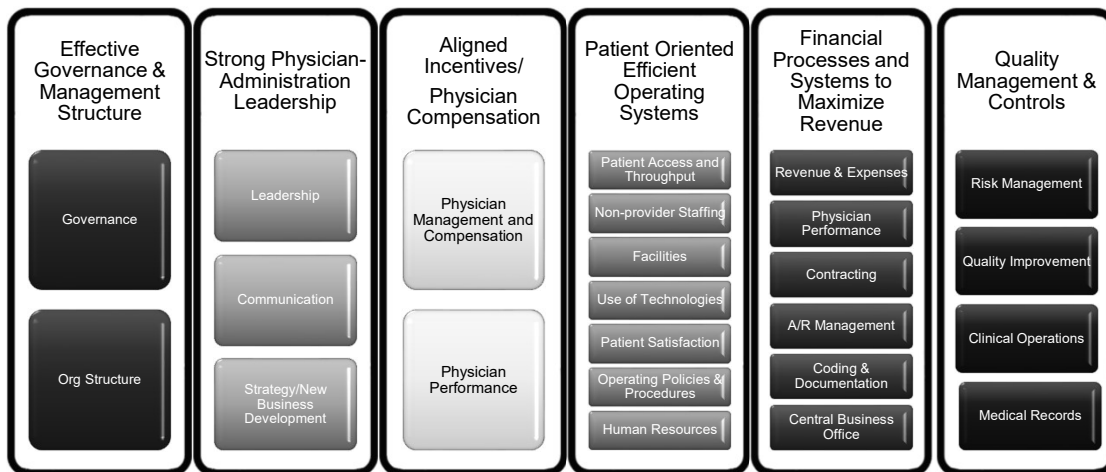 Effective
Governance &
Management
Structure
Governance
Org Structure
Strong Physician-
Administration
Leadership
Leadership
Communication
Strategy/New
Business
Development
Aligned
Incentives/
Physician
Compensation
Physician
Management and
Compensation
Physician
Performance
Patient Oriented
Efficient
Operating
Systems
Patient Access and
Throughput
Non-provider Staffing
Facilities
Use of Technologies
Patient Satisfaction
Operating Policies &
Procedures
Human Resources
Financial
Processes and
Systems to
Maximize
Revenue
Revenue & Expenses
Physician
Performance
Contracting
A/R Management
Coding &
Documentation
Central Business
Office
Quality
Management &
Controls
Risk Management
Quality Improvement
Clinical Operations
Medical Records